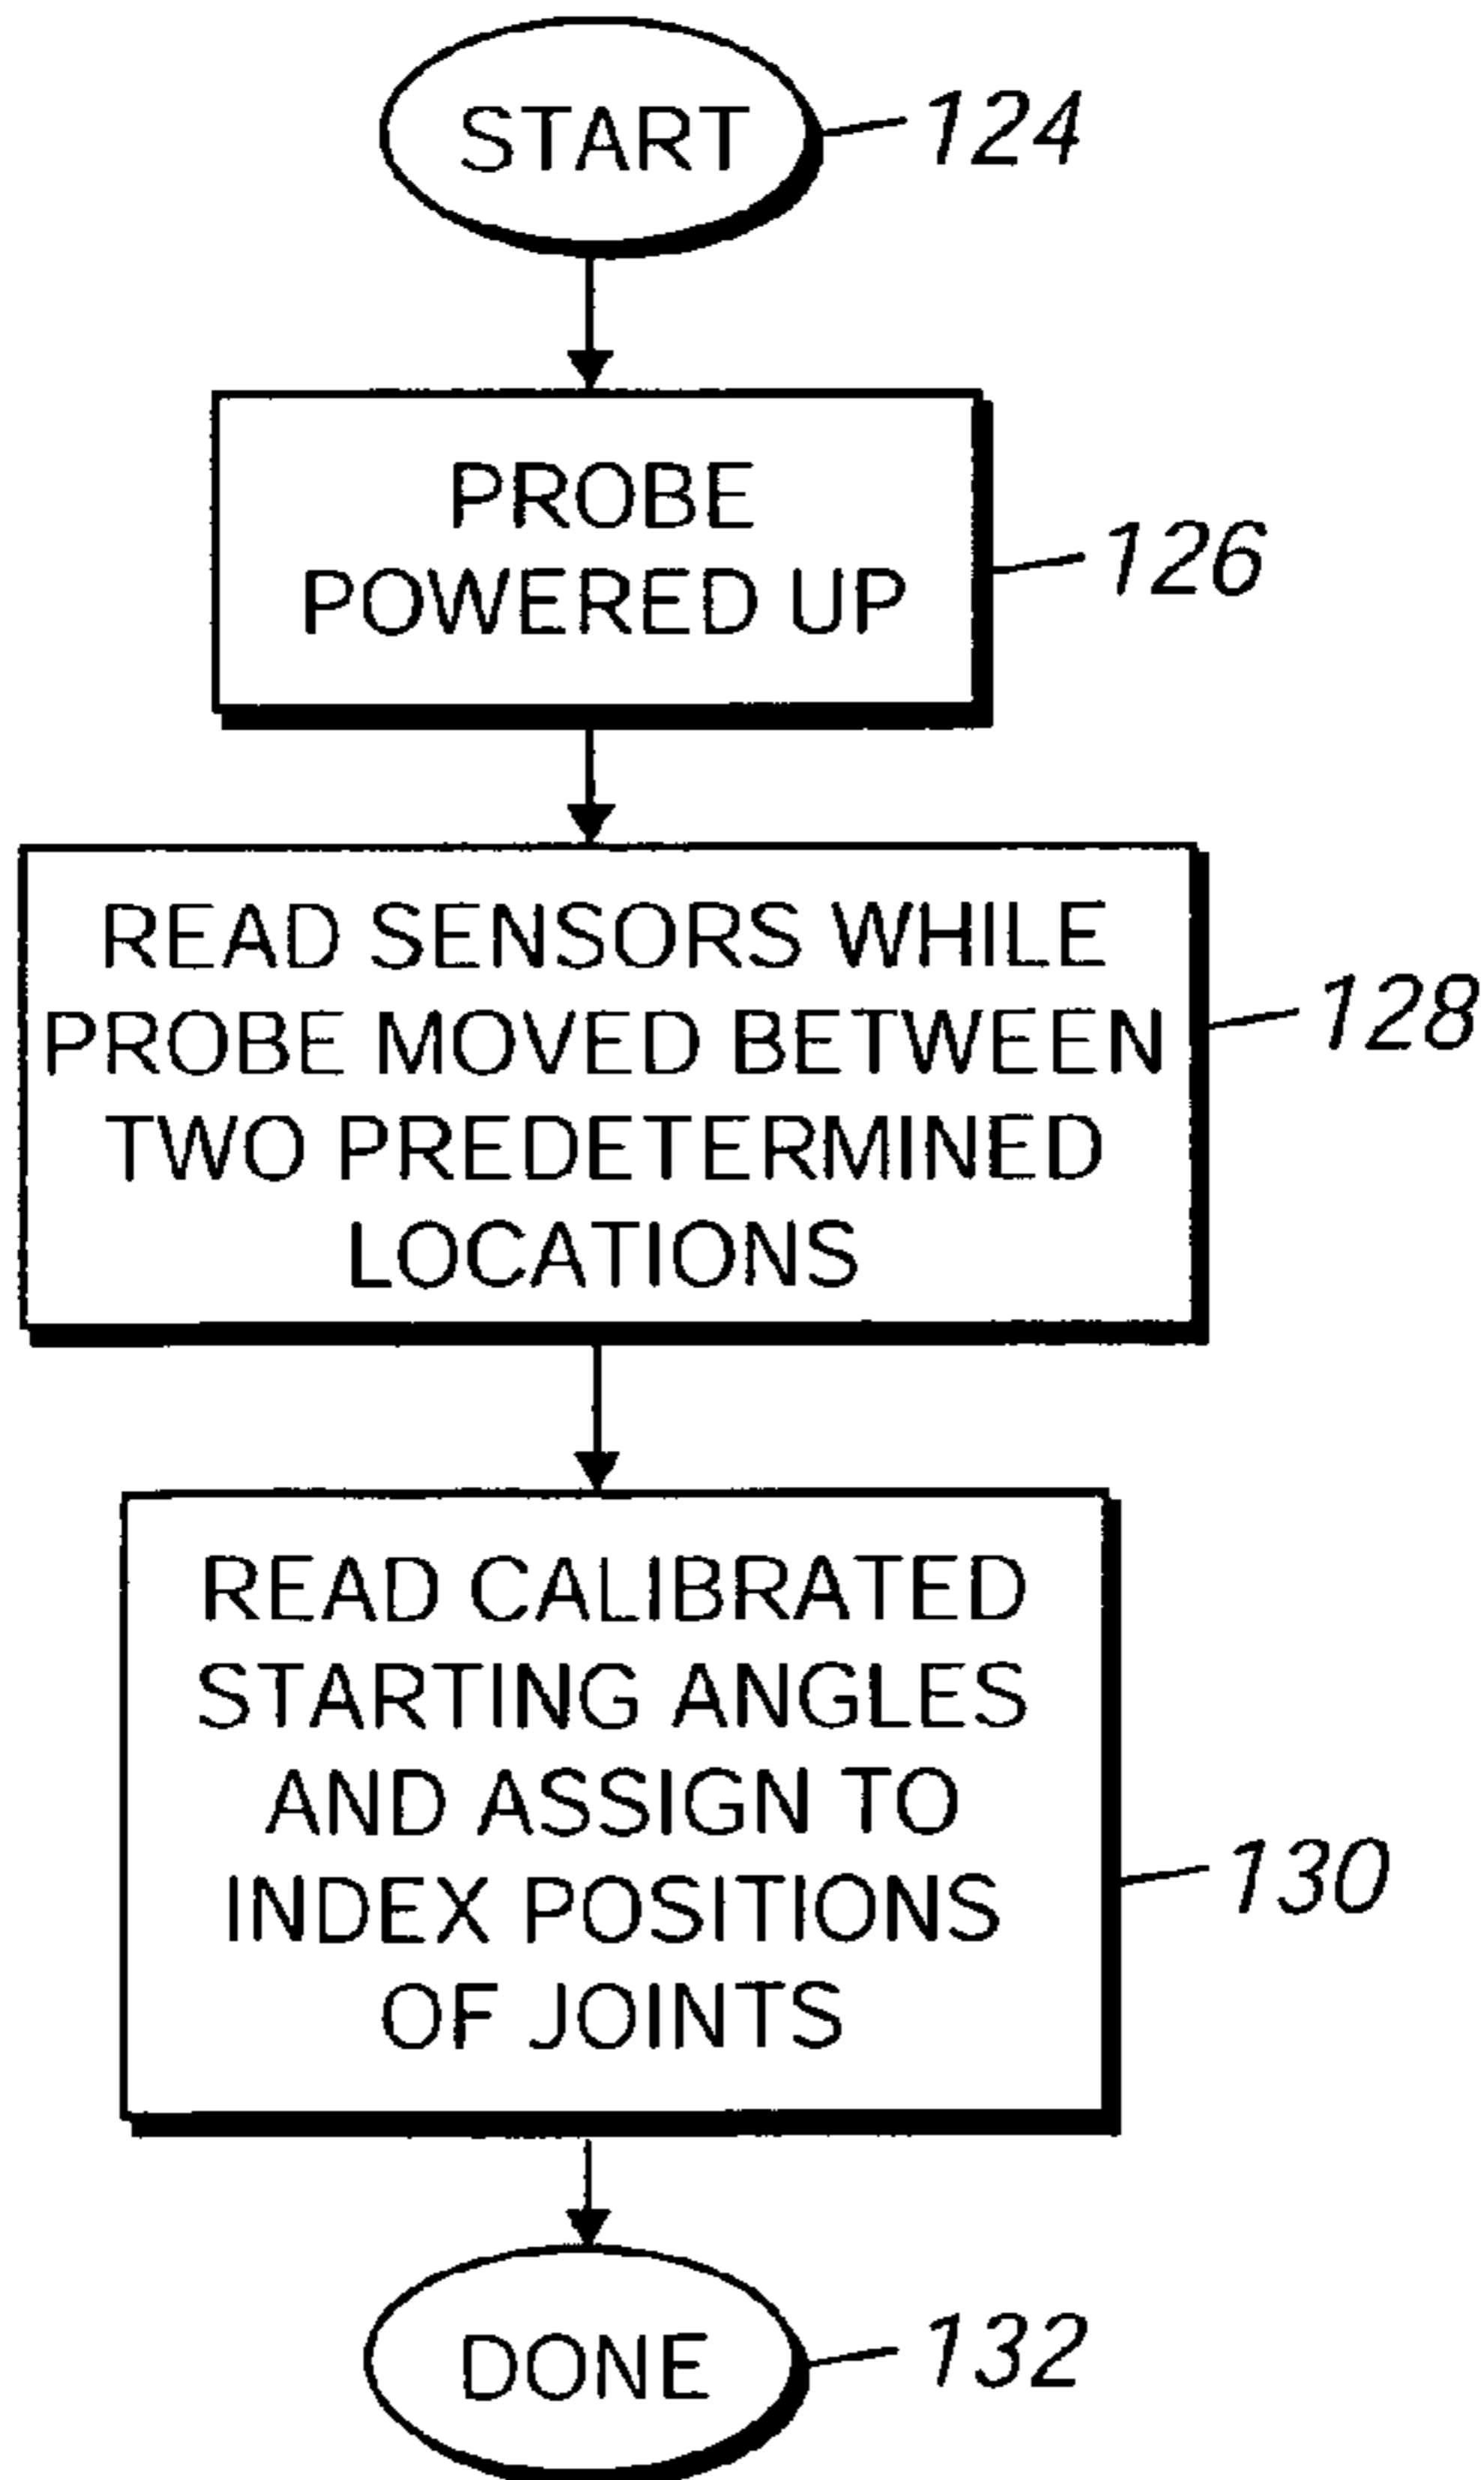 START
124
PROBE
POWERED UP
126
READ SENSORS WHILE
PROBE MOVED BETWEEN
TWO PREDETERMINED
LOCATIONS
128
READ CALIBRATED
STARTING ANGLES
AND ASSIGN TO
INDEX POSITIONS
OF JOINTS
130
DONE
132